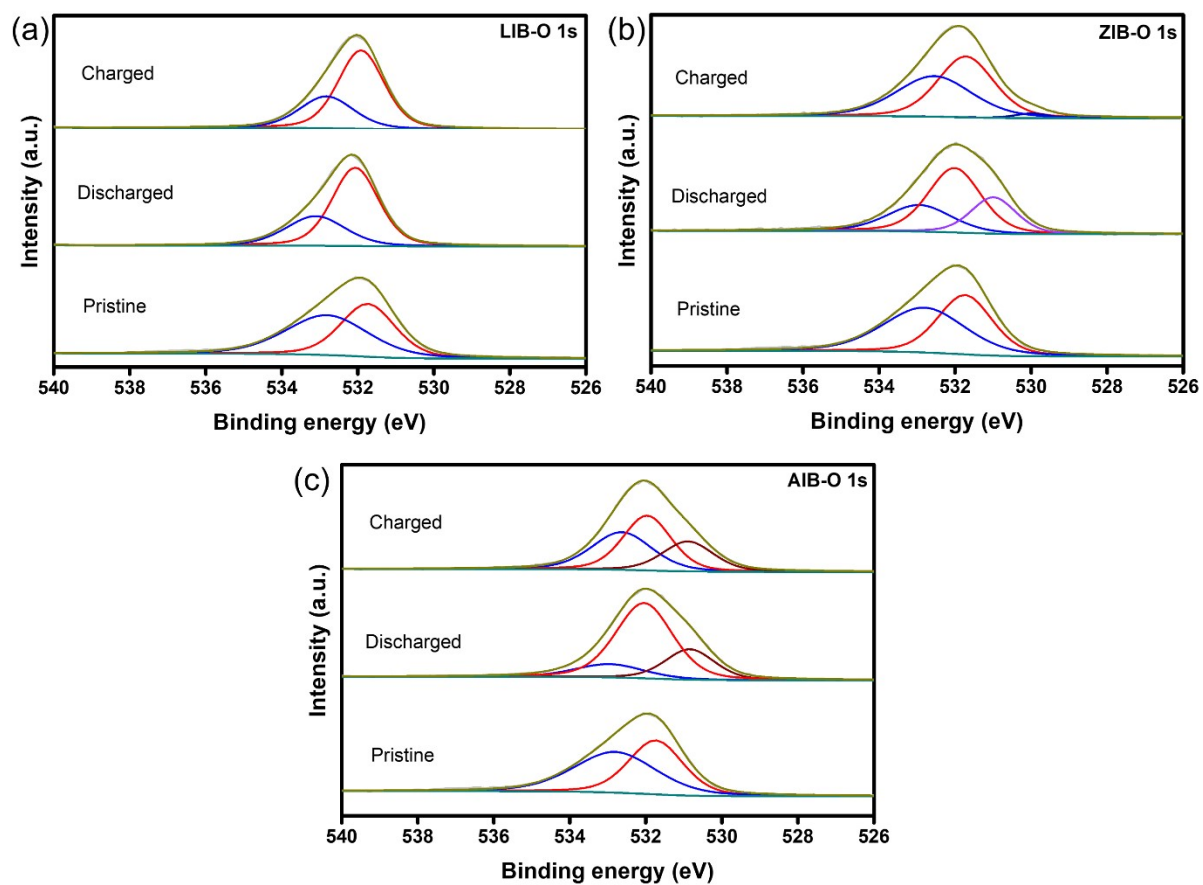 (a)
LIB-O 1s
Charged
Discharged
Pristine
Intensity (a.u.)
540 538 536 534 532 530 528 526
Binding energy (eV)
(b)
ZIB-O 1s
Charged
Discharged
Pristine
Intensity (a.u.)
540 538 536 534 532 530 528 526
Binding energy (eV)
(c)
AIB-O 1s
Charged
Discharged
Pristine
Intensity (a.u.)
540 538 536 534 532 530 528 526
Binding energy (eV)